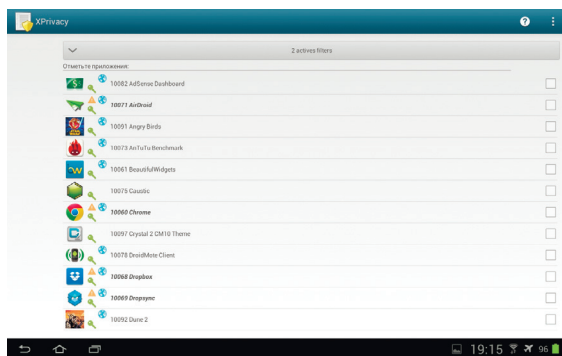 XPrivacy
2 actives filters
Отметьте приложения:
10082 AdSense Dashboard
10071 AirDroid
10091 Angry Birds
10073 AnTuTu Benchmark
10061 BeautifulWidgets
10075 Caustic
10060 Chrome
10097 Crystal 2 CM10 Theme
10078 DroidMote Client
10068 Dropbox
10069 Dropsync
10092 Dune 2
19:15 96